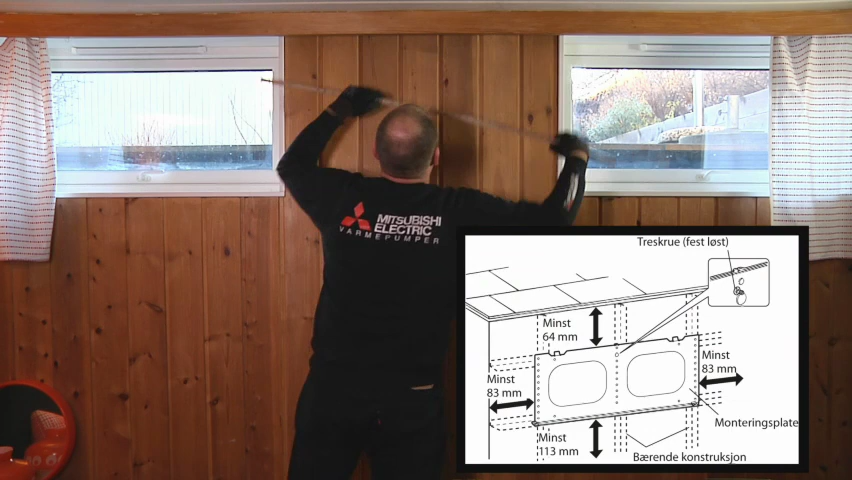 MITSUBISHI
ELECTRIC
VARMEPUMPER
Treskrue (fest løst)
Minst
64 mm
Minst
83 mm
Minst
83 mm
Monteringsplate
Minst
113 mm
Bærende konstruksjon